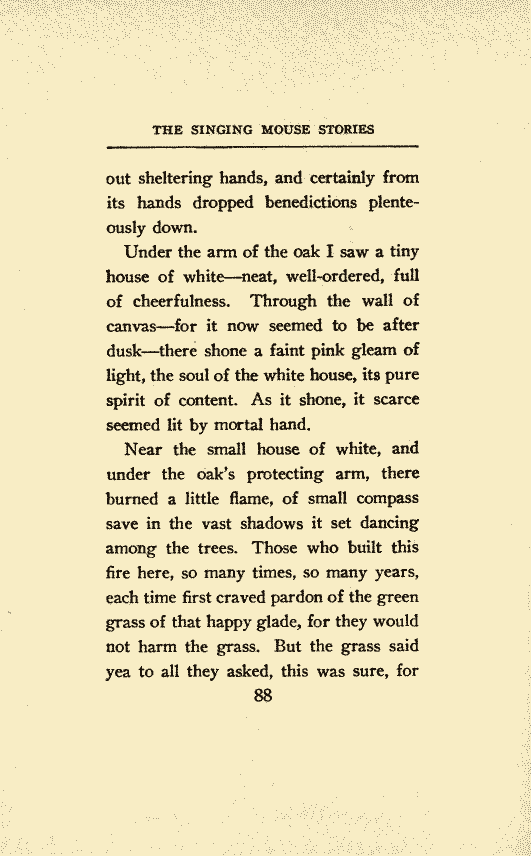 THE SINGING MOUSE STORIES
out sheltering hands, and certainly from
its hands dropped benedictions plente-
ously down.
Under the arm of the oak I saw a tiny
house of white—neat, well-ordered, full
of cheerfulness. Through the wall of
canvas—for it now seemed to be after
dusk—there shone a faint pink gleam of
light, the soul of the white house, its pure
spirit of content. As it shone, it scarce
seemed lit by mortal hand.
Near the small house of white, and
under the oak's protecting arm, there
burned a little flame, of small compass
save in the vast shadows it set dancing
among the trees. Those who built this
fire here, so many times, so many years,
each time first craved pardon of the green
grass of that happy glade, for they would
not harm the grass. But the grass said
yea to all they asked, this was sure, for
88